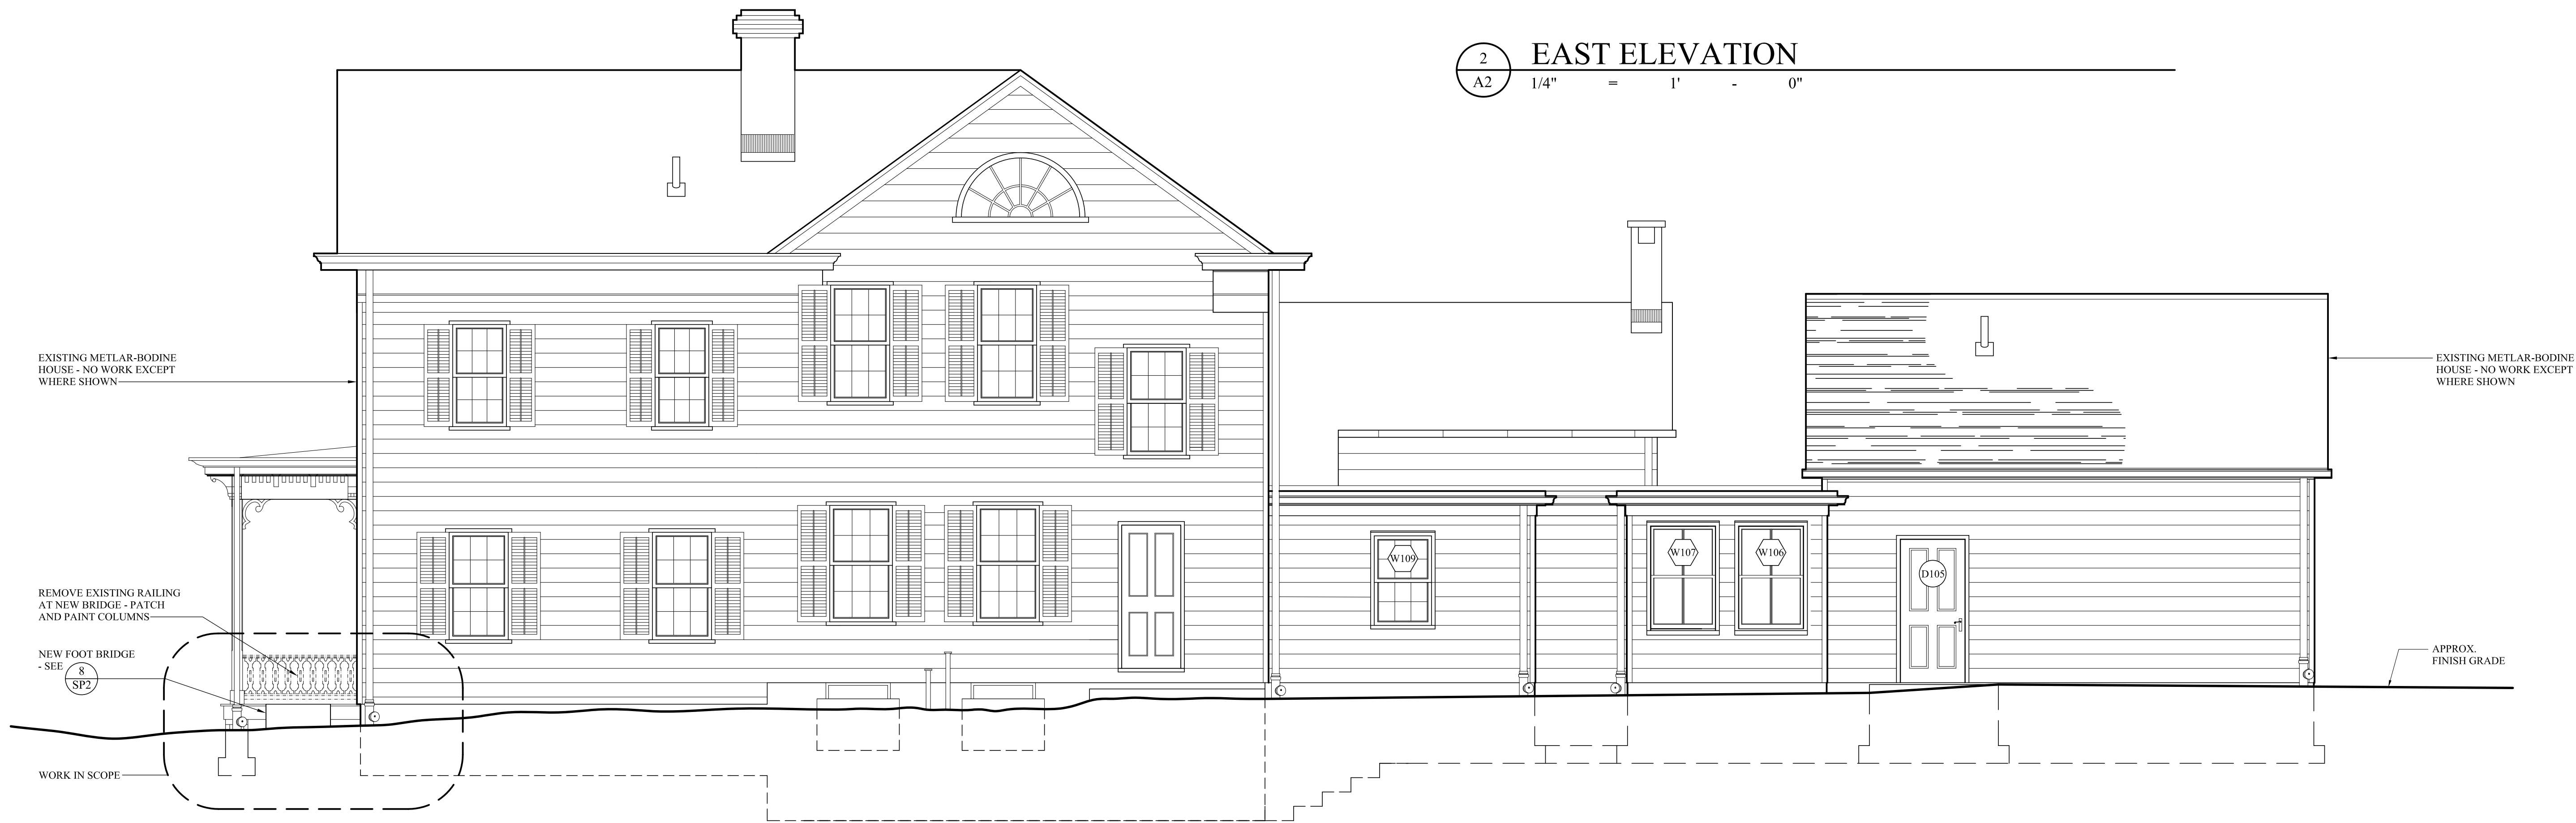 2
A2
EAST ELEVATION
1/4" = 1' - 0"
EXISTING METLAR-BODINE
HOUSE - NO WORK EXCEPT
WHERE SHOWN
EXISTING METLAR-BODINE
HOUSE - NO WORK EXCEPT
WHERE SHOWN
W109
W107
W106
D105
REMOVE EXISTING RAILING
AT NEW BRIDGE - PATCH
AND PAINT COLUMNS
NEW FOOT BRIDGE
- SEE
8
SP2
APPROX.
FINISH GRADE
WORK IN SCOPE